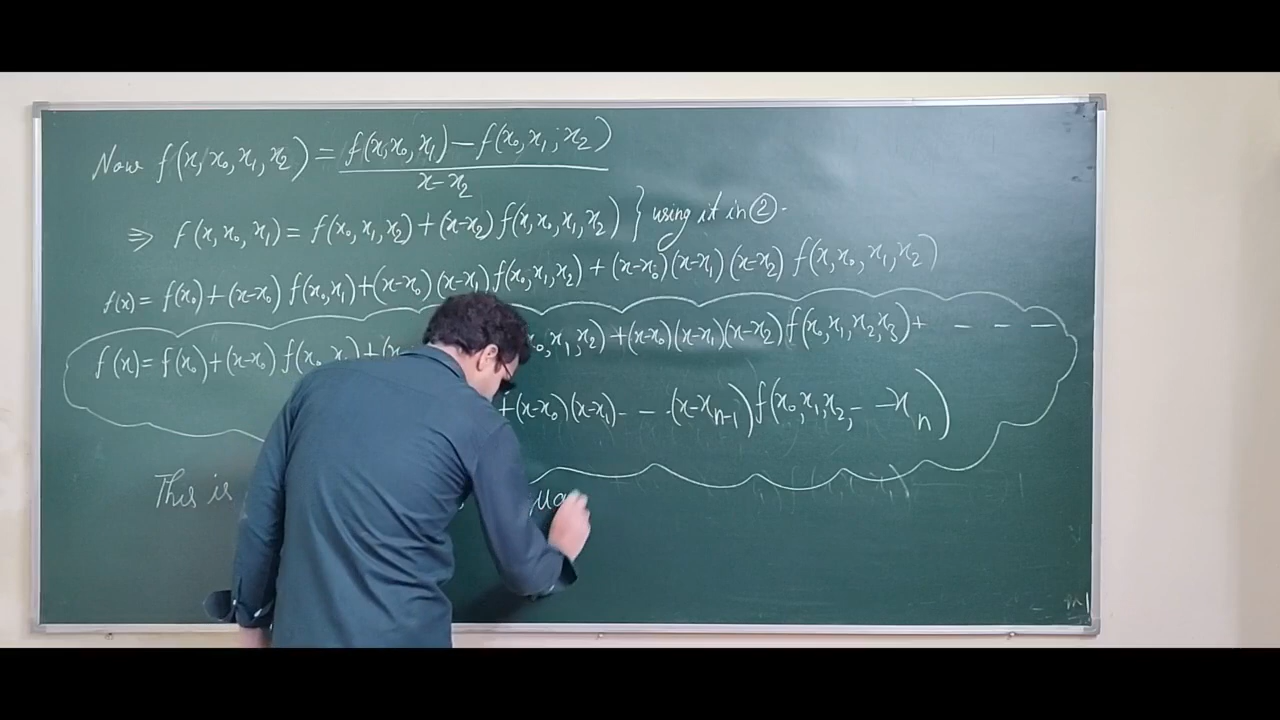 Now f(x, x₀, x₁, x₂) = f(x, x₀, x₁) − f(x₀, x₁, x₂) / x − x₂
⇒ f(x, x₀, x₁) = f(x₀, x₁, x₂) + (x−x₂) f(x, x₀, x₁, x₂) } using it in ②.
f(x) = f(x₀) + (x−x₀) f(x₀, x₁) + (x−x₀) (x−x₁) f(x₀, x₁, x₂) + (x−x₀) (x−x₁) (x−x₂) f(x, x₀, x₁, x₂)
f(x) = f(x₀) + (x−x₀) f(x₀, x₁) + (x₀, x₁, x₂) + (x−x₀) (x−x₁) (x−x₂) f(x₀, x₁, x₂, x₃) + − − − −
+ (x−x₀) (x−x₁) − − − (x−xₙ₋₁) f(x₀, x₁, x₂, − − xₙ)
This is